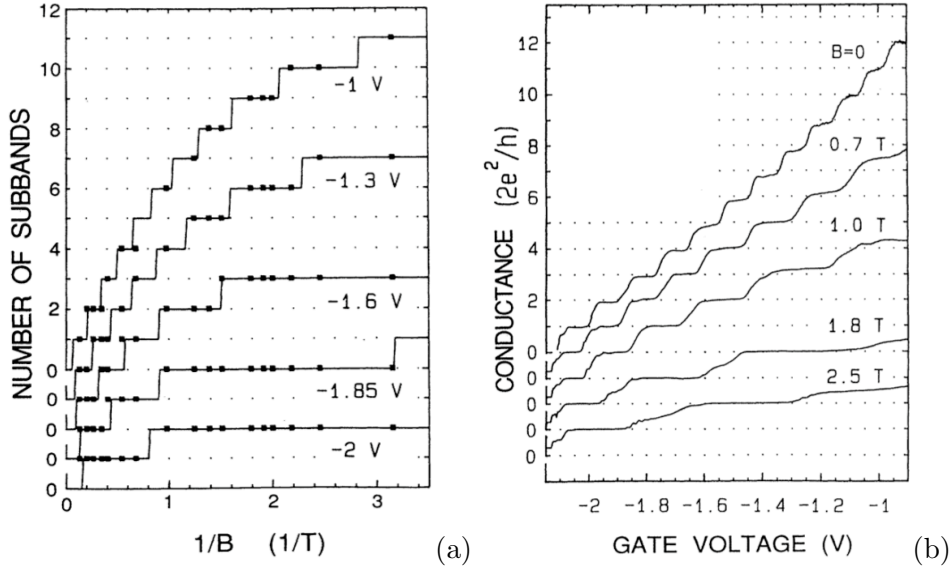 NUMBER OF SUBBANDS
12
10
8
6
4
2
0
0
0
0
0
-1 V
-1.3 V
-1.6 V
-1.85 V
-2 V
0
1
2
3
1/B (1/T)
(a)
CONDUCTANCE (2e²/h)
12
10
8
6
4
2
0
0
0
0
0
B=0
0.7 T
1.0 T
1.8 T
2.5 T
-2
-1.8
-1.6
-1.4
-1.2
-1
GATE VOLTAGE (V)
(b)